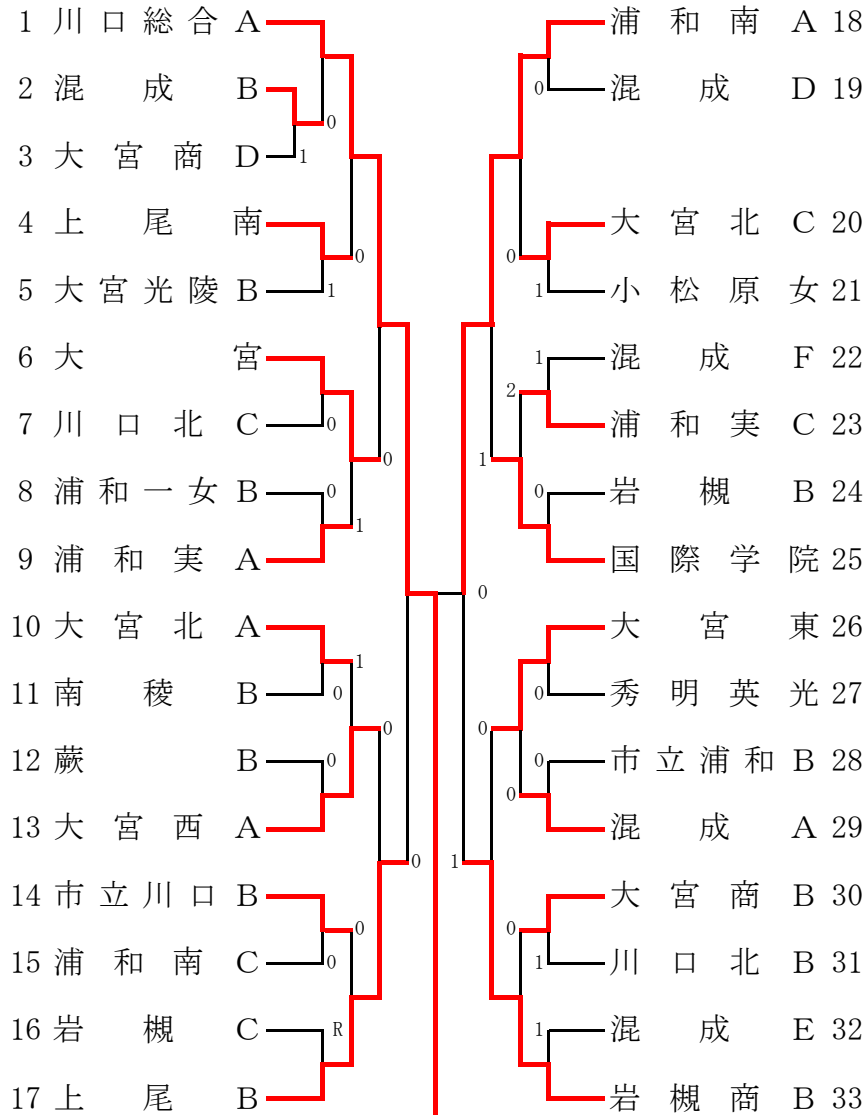 1 川口総合 A
浦和南 A 18
2 混成 B
0
0
混成 D 19
3 大宮商 D
1
4 上尾南
大宮北 C 20
0
0
5 大宮光陵 B
1
1
小松原女 21
6 大宮
1
混成 F 22
2
7 川口北 C
0
浦和実 C 23
0
1
8 浦和一女 B
0
0
岩槻 B 24
1
9 浦和実 A
国際学院 25
0
10 大宮北 A
大宮東 26
1
11 南稜 B
0
0
秀明英光 27
0
0
12 蕨 B
0
0
市立浦和 B 28
0
13 大宮西 A
混成 A 29
0
1
14 市立川口 B
大宮商 B 30
0
0
15 浦和南 C
0
1
川口北 B 31
16 岩槻 C
R
1
混成 E 32
17 上尾 B
岩槻商 B 33